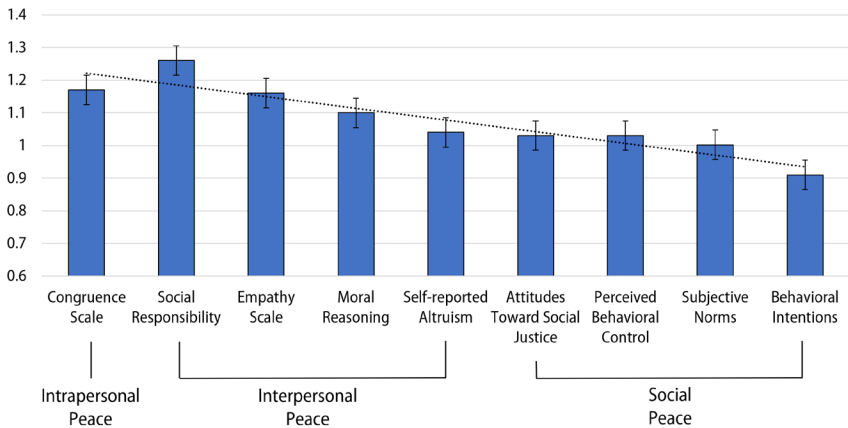 1.4
1.3
1.2
1.1
1
0.9
0.8
0.7
0.6
Congruence
Scale
Social
Responsibility
Empathy
Scale
Moral
Reasoning
Self-reported
Altruism
Attitudes
Toward Social
Justice
Perceived
Behavioral
Control
Subjective
Norms
Behavioral
Intentions
Intrapersonal
Peace
Interpersonal
Peace
Social
Peace